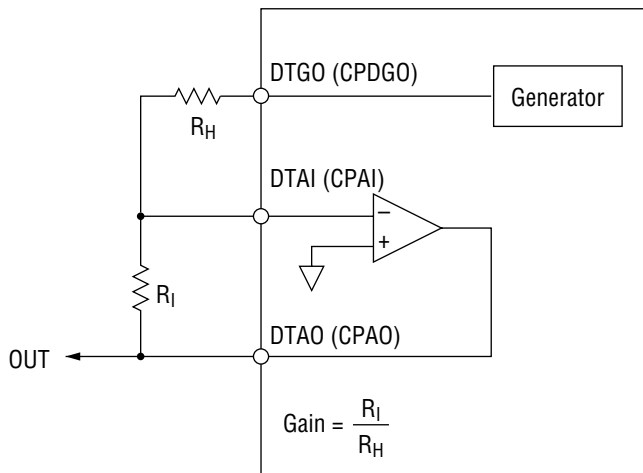 DTGO (CPDGO)
Generator
R_H
DTAI (CPAI)
−
+
R_I
DTAO (CPAO)
OUT
Gain = R_I / R_H